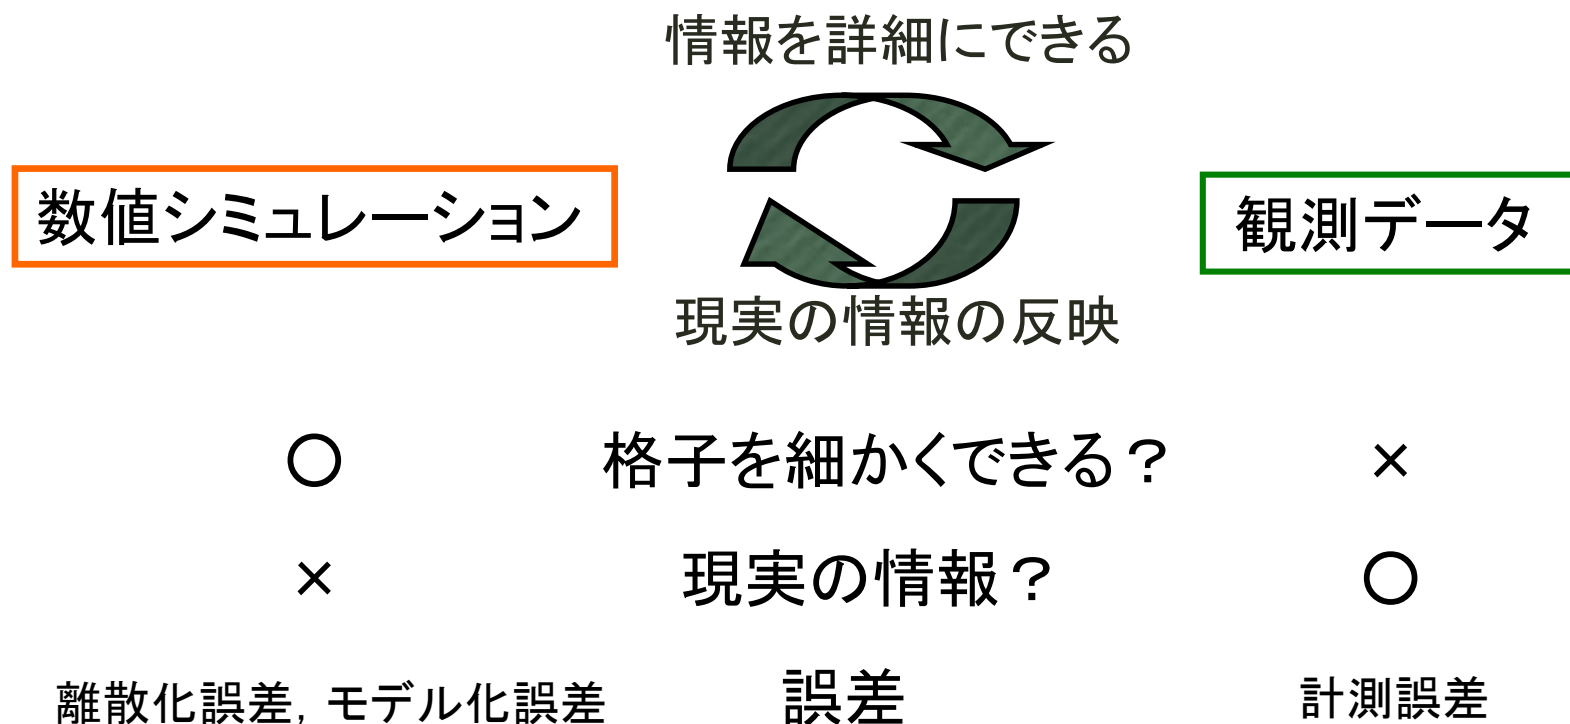 情報を詳細にできる
数値シミュレーション
観測データ
現実の情報の反映
○ 格子を細かくできる？ ×
× 現実の情報？ ○
離散化誤差, モデル化誤差 誤差 計測誤差